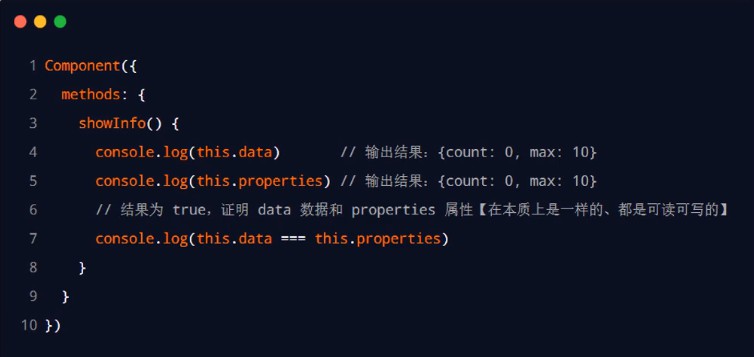 1 Component({
2   methods: {
3     showInfo() {
4       console.log(this.data)       // 输出结果：{count: 0, max: 10}
5       console.log(this.properties) // 输出结果：{count: 0, max: 10}
6       // 结果为 true，证明 data 数据和 properties 属性【在本质上是一样的、都是可读可写的】
7       console.log(this.data === this.properties)
8     }
9   }
10 })